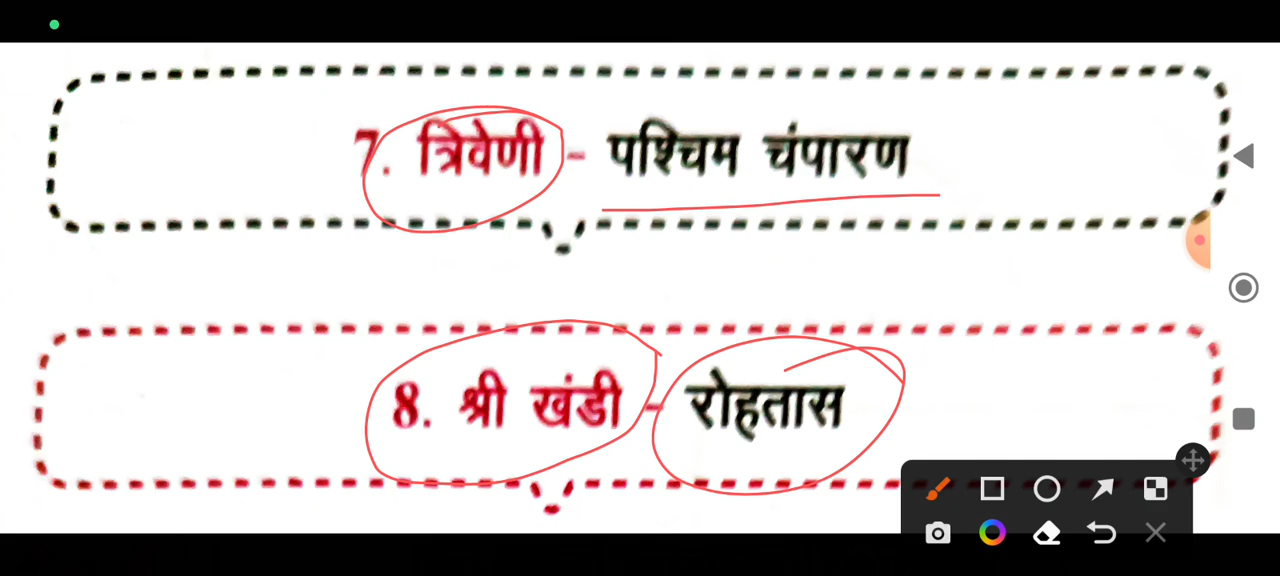 7. त्रिवेणी - पश्चिम चंपारण
8. श्री खंडी - रोहतास